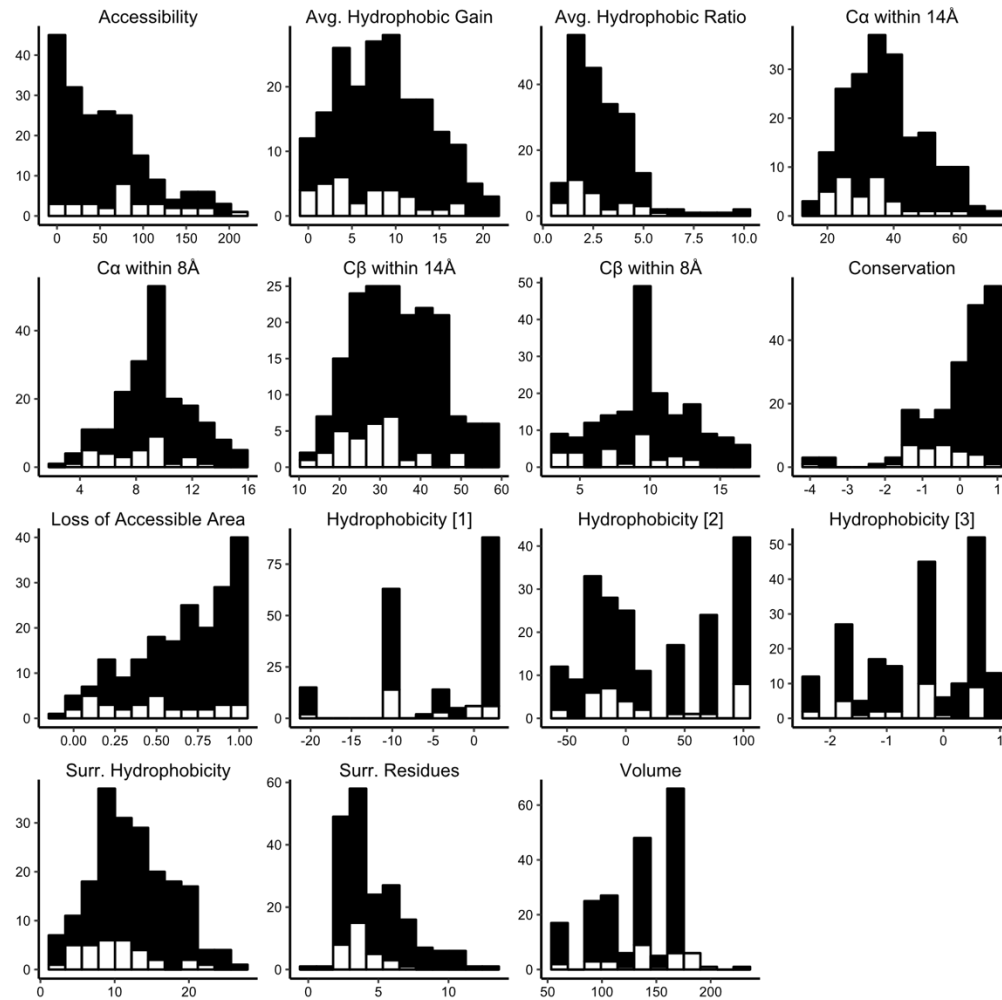 Accessibility
40
30
20
10
0
0 50 100 150 200
Avg. Hydrophobic Gain
20
10
0
0 5 10 15 20
Avg. Hydrophobic Ratio
40
20
0
0.0 2.5 5.0 7.5 10.0
Cα within 14Å
30
20
10
0
20 40 60
Cα within 8Å
40
20
0
4 8 12 16
Cβ within 14Å
25
20
15
10
5
0
10 20 30 40 50 60
Cβ within 8Å
50
40
30
20
10
0
5 10 15
Conservation
40
20
0
-4 -3 -2 -1 0 1
Loss of Accessible Area
40
30
20
10
0
0.00 0.25 0.50 0.75 1.00
Hydrophobicity [1]
75
50
25
0
-20 -15 -10 -5 0
Hydrophobicity [2]
40
30
20
10
0
-50 0 50 100
Hydrophobicity [3]
50
40
30
20
10
0
-2 -1 0 1
Surr. Hydrophobicity
30
20
10
0
0 10 20
Surr. Residues
60
40
20
0
0 5 10
Volume
60
40
20
0
50 100 150 200